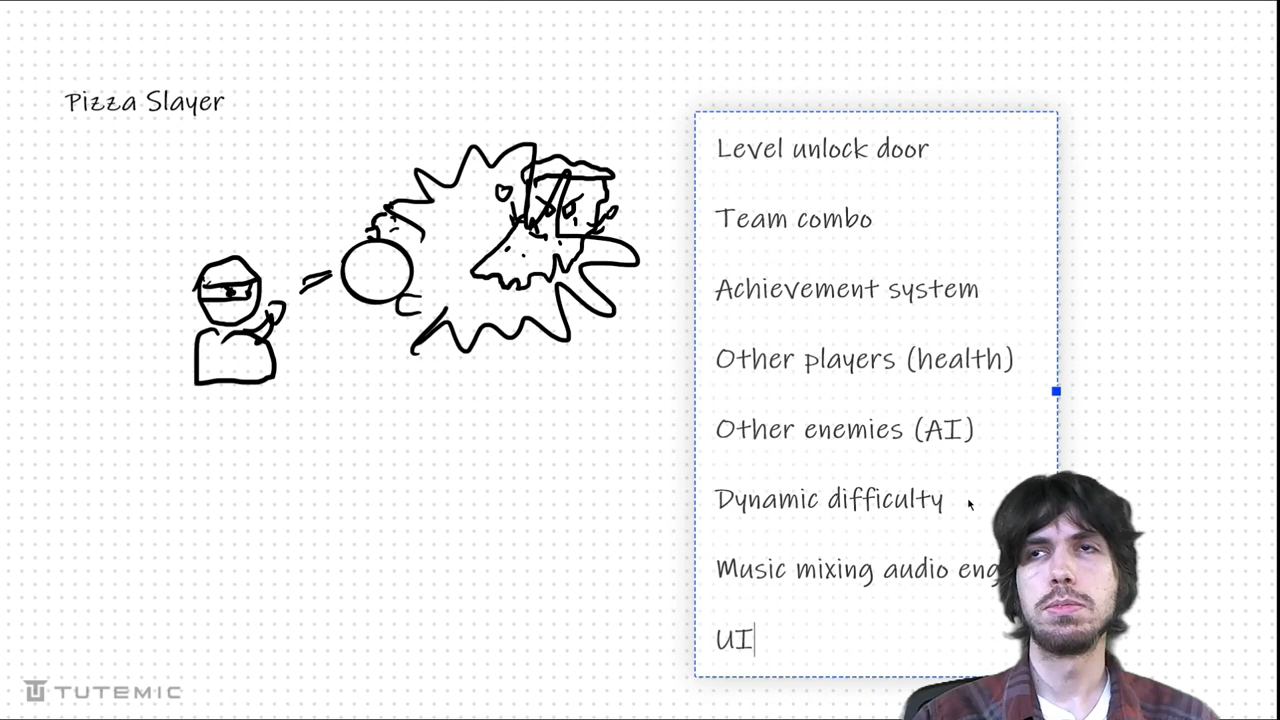 Pizza Slayer
Level unlock door
Team combo
Achievement system
Other players (health)
Other enemies (AI)
Dynamic difficulty
Music mixing audio eng
UI
TUTEMIC